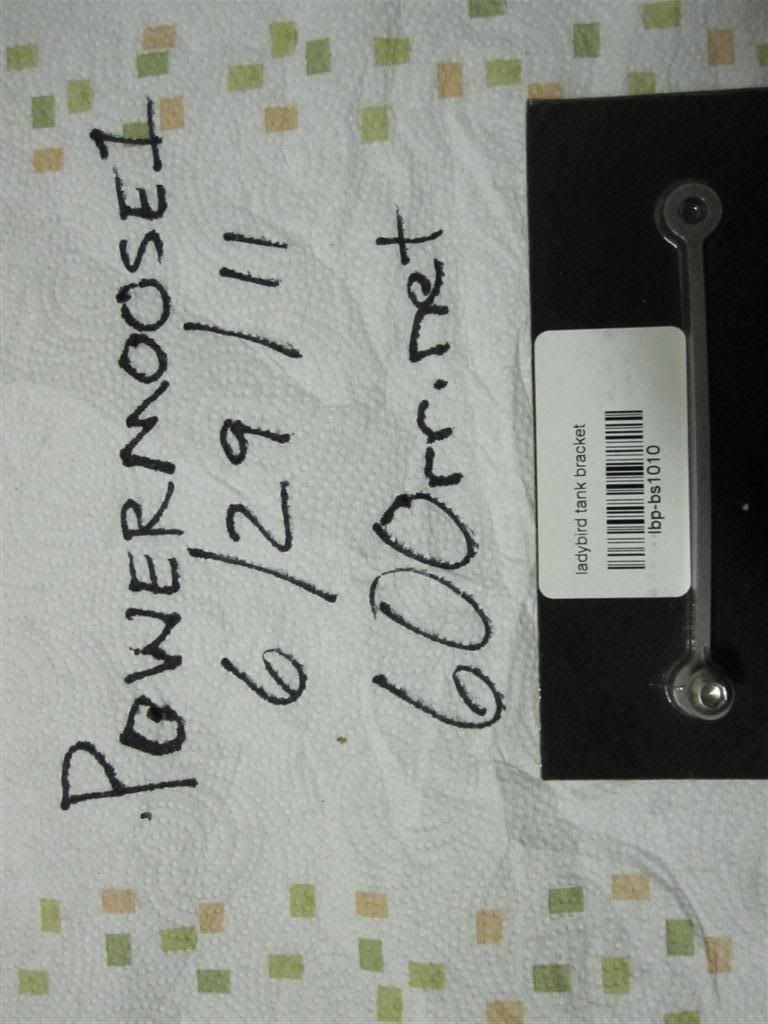 POWERMOOSE1
6/29/11
600rr.net
ladybird tank bracket
lbp-bs1010